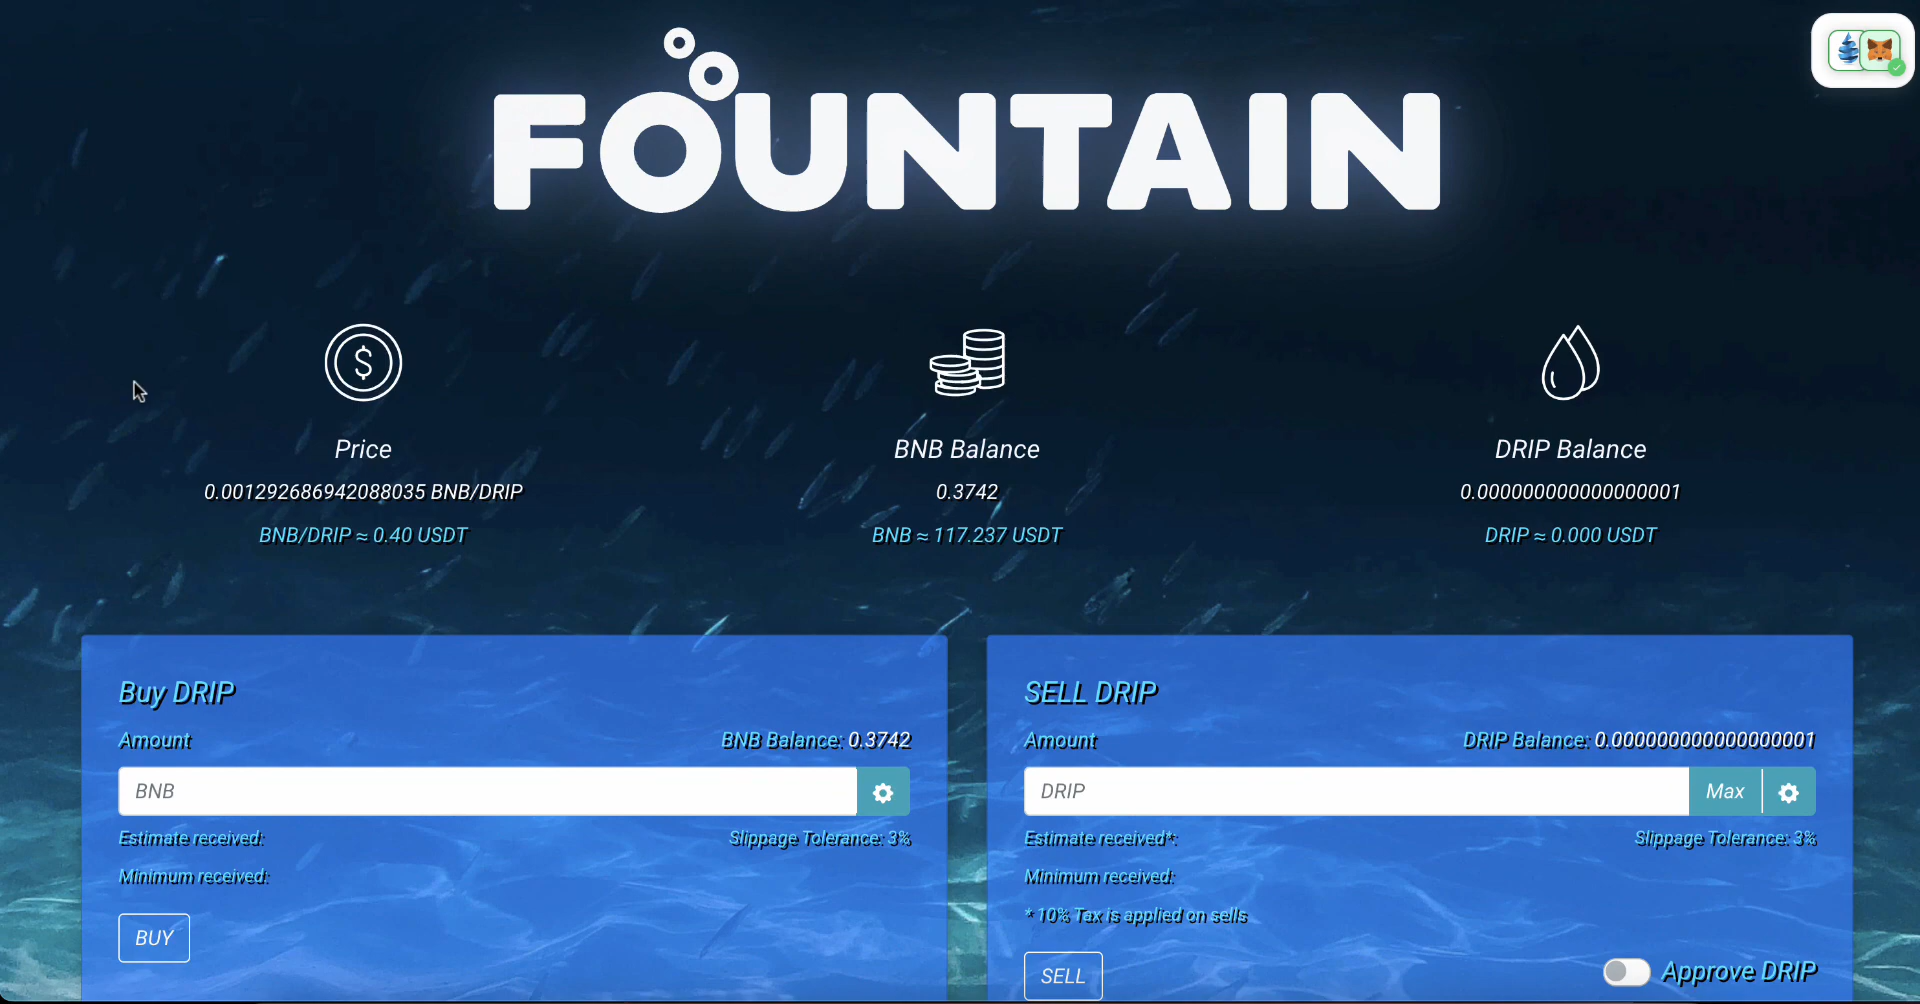 FOUNTAIN
Price
0.001292686942088035 BNB/DRIP
BNB/DRIP ≈ 0.40 USDT
BNB Balance
0.3742
BNB ≈ 117.237 USDT
DRIP Balance
0.000000000000000001
DRIP ≈ 0.000 USDT
Buy DRIP
Amount
BNB Balance: 0.3742
BNB
Estimate received:
Slippage Tolerance: 3%
Minimum received:
BUY
SELL DRIP
Amount
DRIP Balance: 0.000000000000000001
DRIP
Max
Estimate received*:
Slippage Tolerance: 3%
Minimum received:
* 10% Tax is applied on sells
SELL
Approve DRIP